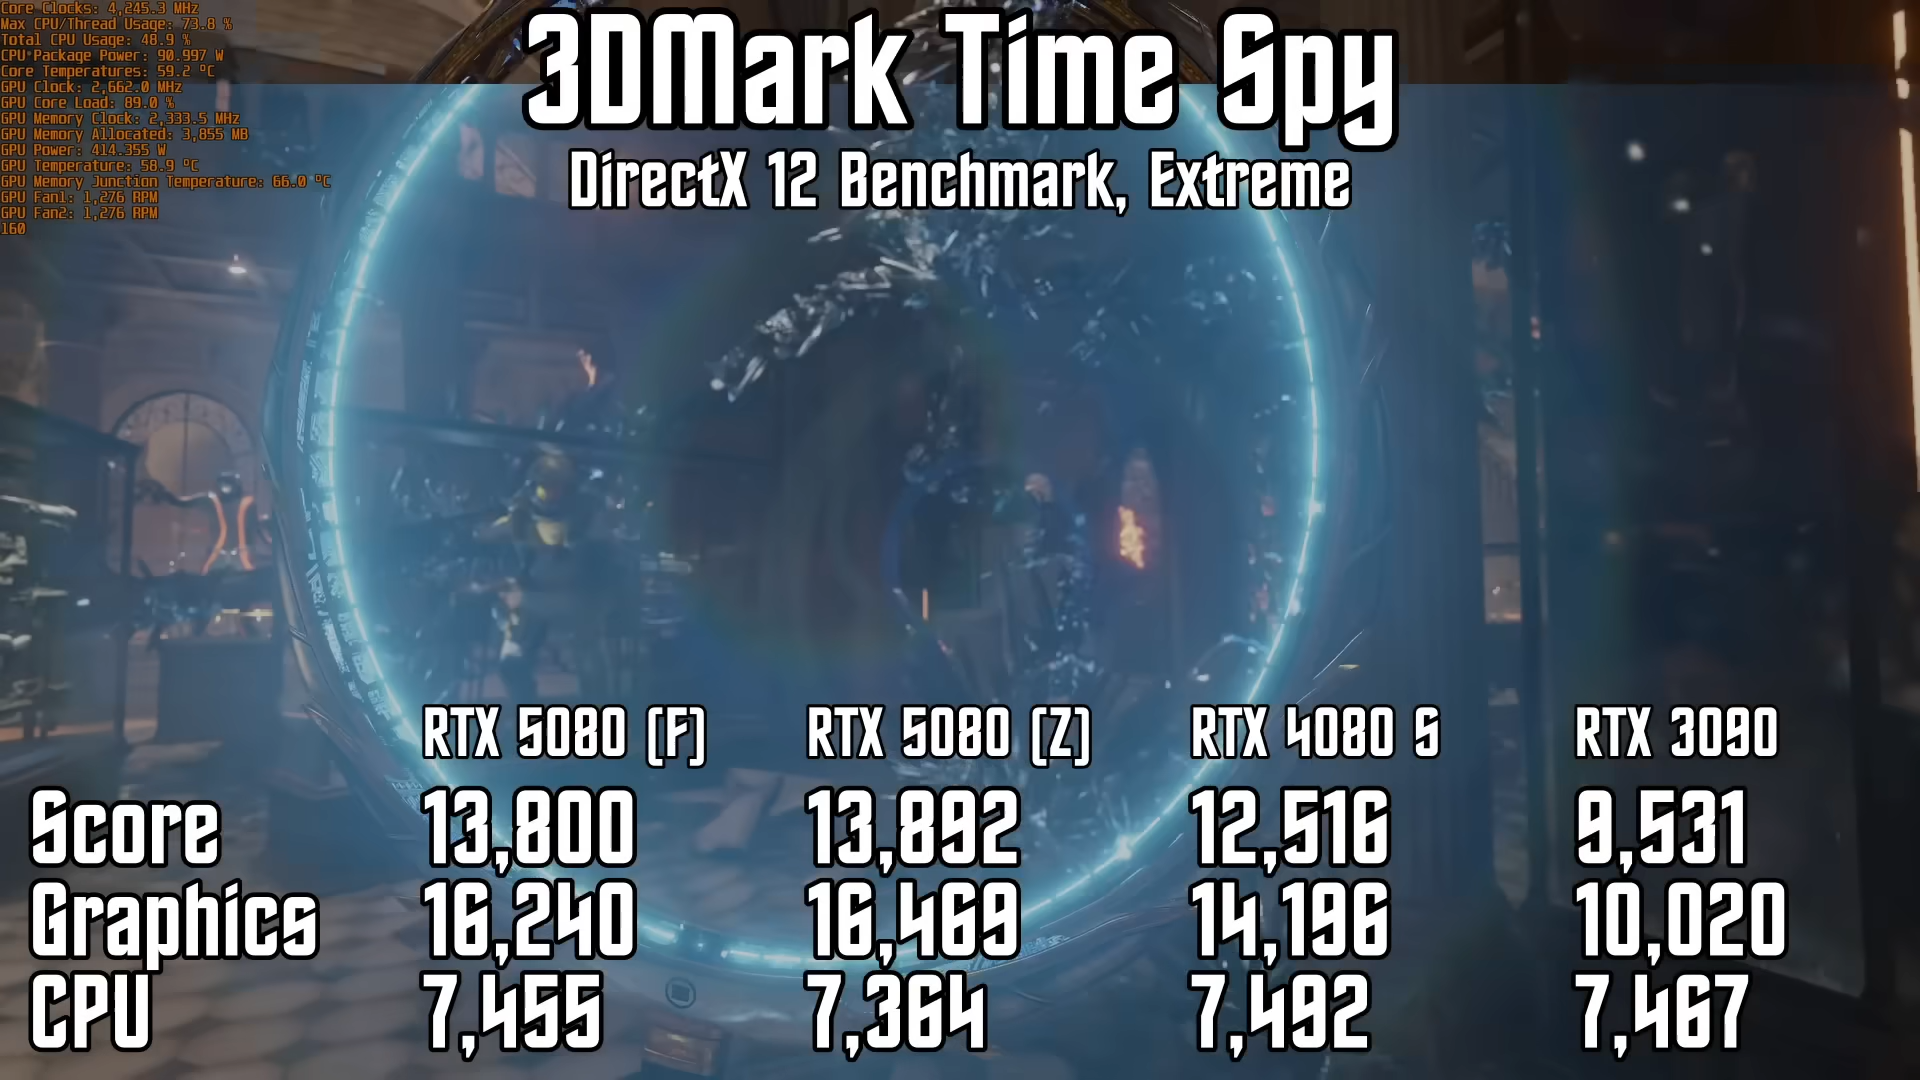 Core Clocks: 4,245.3 MHz
Max CPU/Thread Usage: 73.8 %
Total CPU Usage: 48.9 %
CPU Package Power: 90.997 W
Core Temperatures: 59.2 °C
GPU Clock: 2,662.0 MHz
GPU Core Load: 89.0 %
GPU Memory Clock: 2,333.5 MHz
GPU Memory Allocated: 3,855 MB
GPU Power: 414.355 W
GPU Temperature: 58.9 °C
GPU Memory Junction Temperature: 66.0 °C
GPU Fan1: 1,276 RPM
GPU Fan2: 1,276 RPM
160
3DMark Time Spy
DirectX 12 Benchmark, Extreme
RTX 5080 (F) RTX 5080 (Z) RTX 4080 S RTX 3090
Score 13,800 13,892 12,516 9,531
Graphics 16,240 16,469 14,196 10,020
CPU 7,455 7,364 7,492 7,467